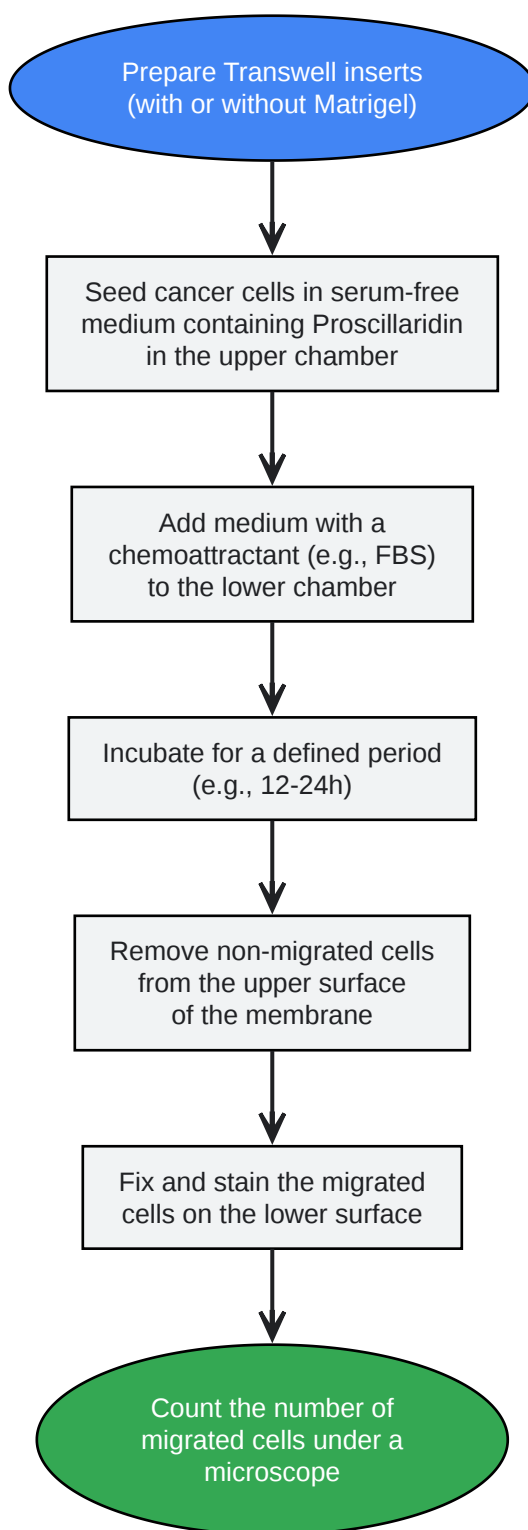 Prepare Transwell inserts
(with or without Matrigel)
Seed cancer cells in serum-free
medium containing Proscillaridin
in the upper chamber
Add medium with a
chemoattractant (e.g., FBS)
to the lower chamber
Incubate for a defined period
(e.g., 12-24h)
Remove non-migrated cells
from the upper surface
of the membrane
Fix and stain the migrated
cells on the lower surface
Count the number of
migrated cells under a
microscope